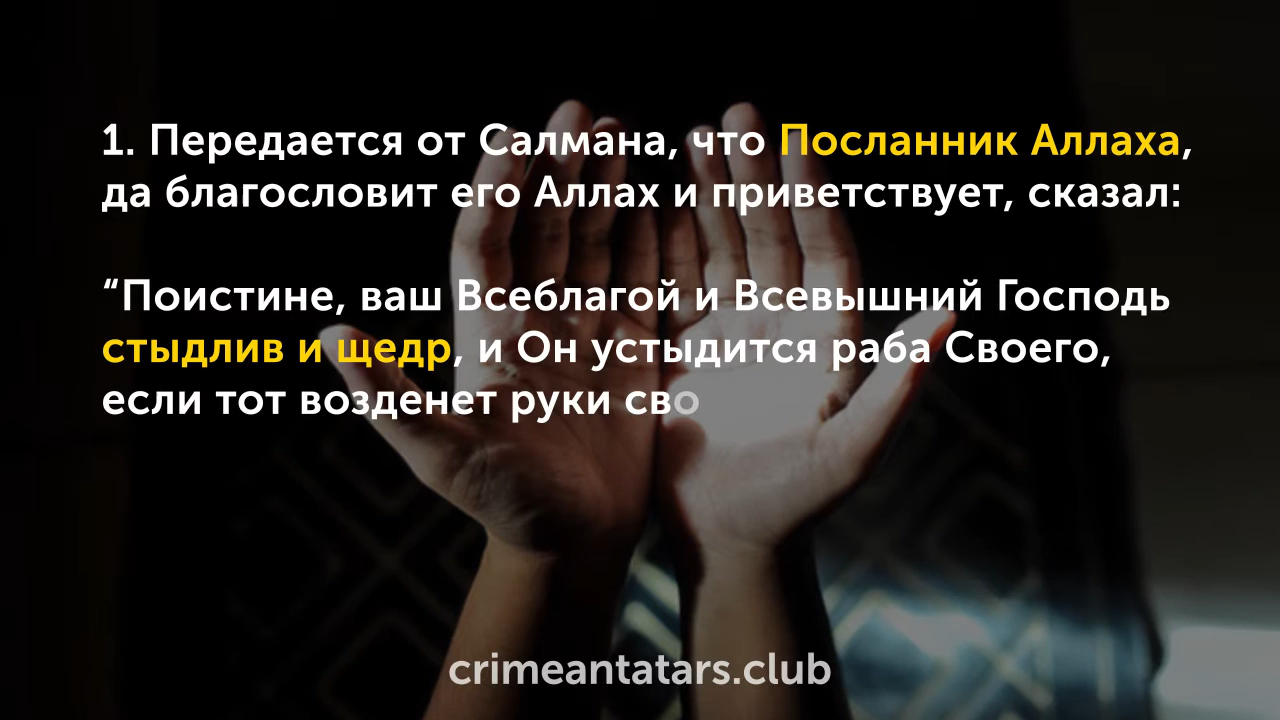 1. Передается от Салмана, что Посланник Аллаха,
да благословит его Аллах и приветствует, сказал:
“Поистине, ваш Всеблагой и Всевышний Господь
стыдлив и щедр, и Он устыдится раба Своего,
если тот возденет руки сво
crimeantatars.club